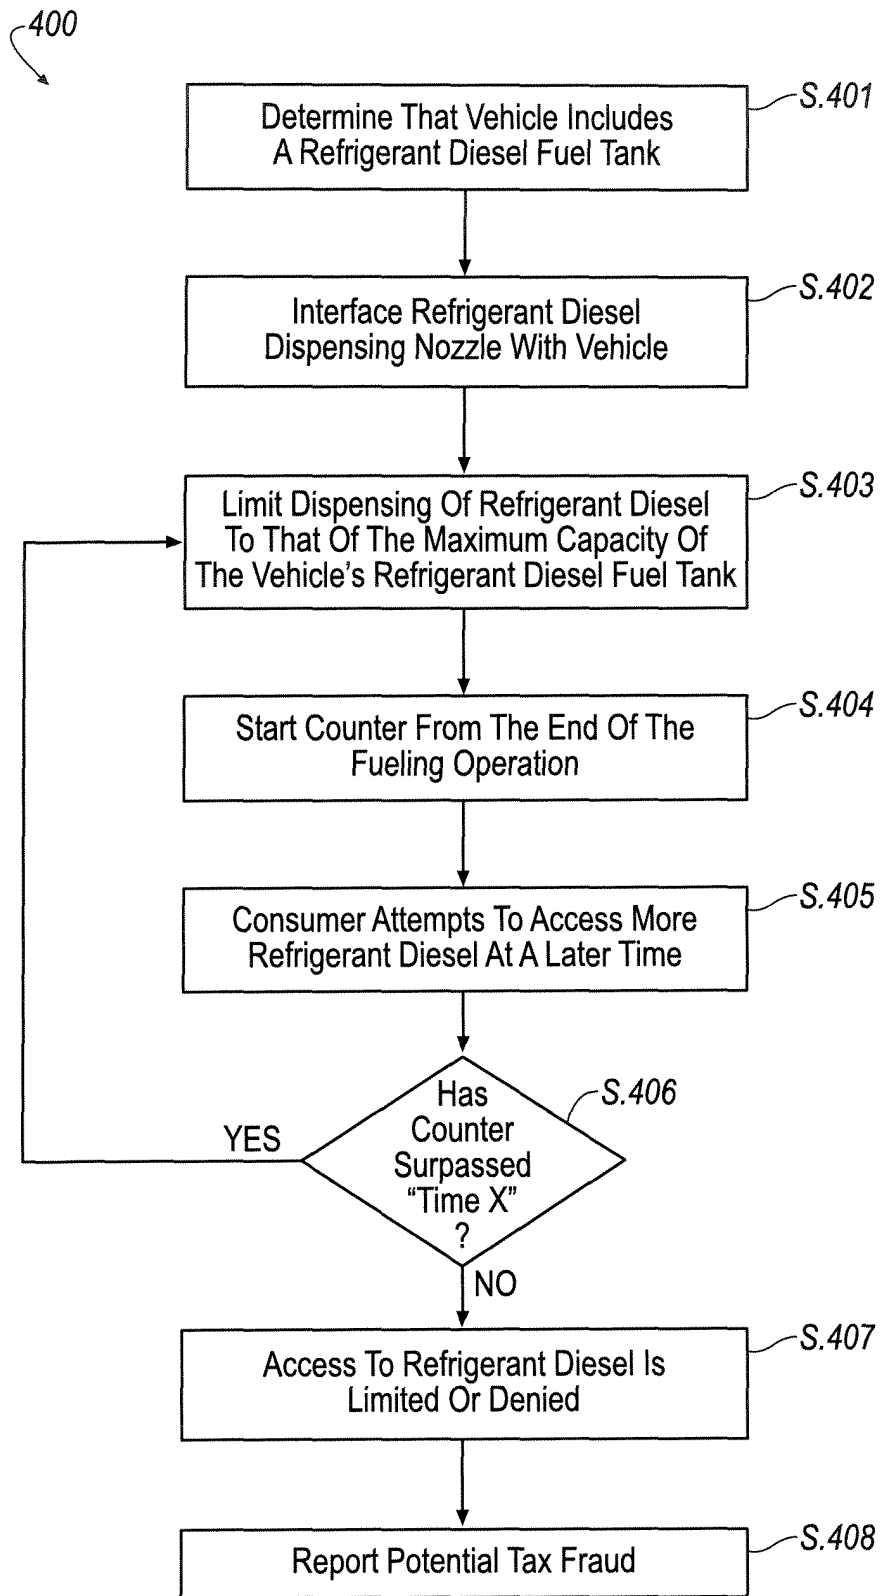 400
Determine That Vehicle Includes
A Refrigerant Diesel Fuel Tank
S.401
Interface Refrigerant Diesel
Dispensing Nozzle With Vehicle
S.402
Limit Dispensing Of Refrigerant Diesel
To That Of The Maximum Capacity Of
The Vehicle's Refrigerant Diesel Fuel Tank
S.403
Start Counter From The End Of The
Fueling Operation
S.404
Consumer Attempts To Access More
Refrigerant Diesel At A Later Time
S.405
Has
Counter
Surpassed
“Time X”
?
S.406
YES
NO
Access To Refrigerant Diesel Is
Limited Or Denied
S.407
Report Potential Tax Fraud
S.408